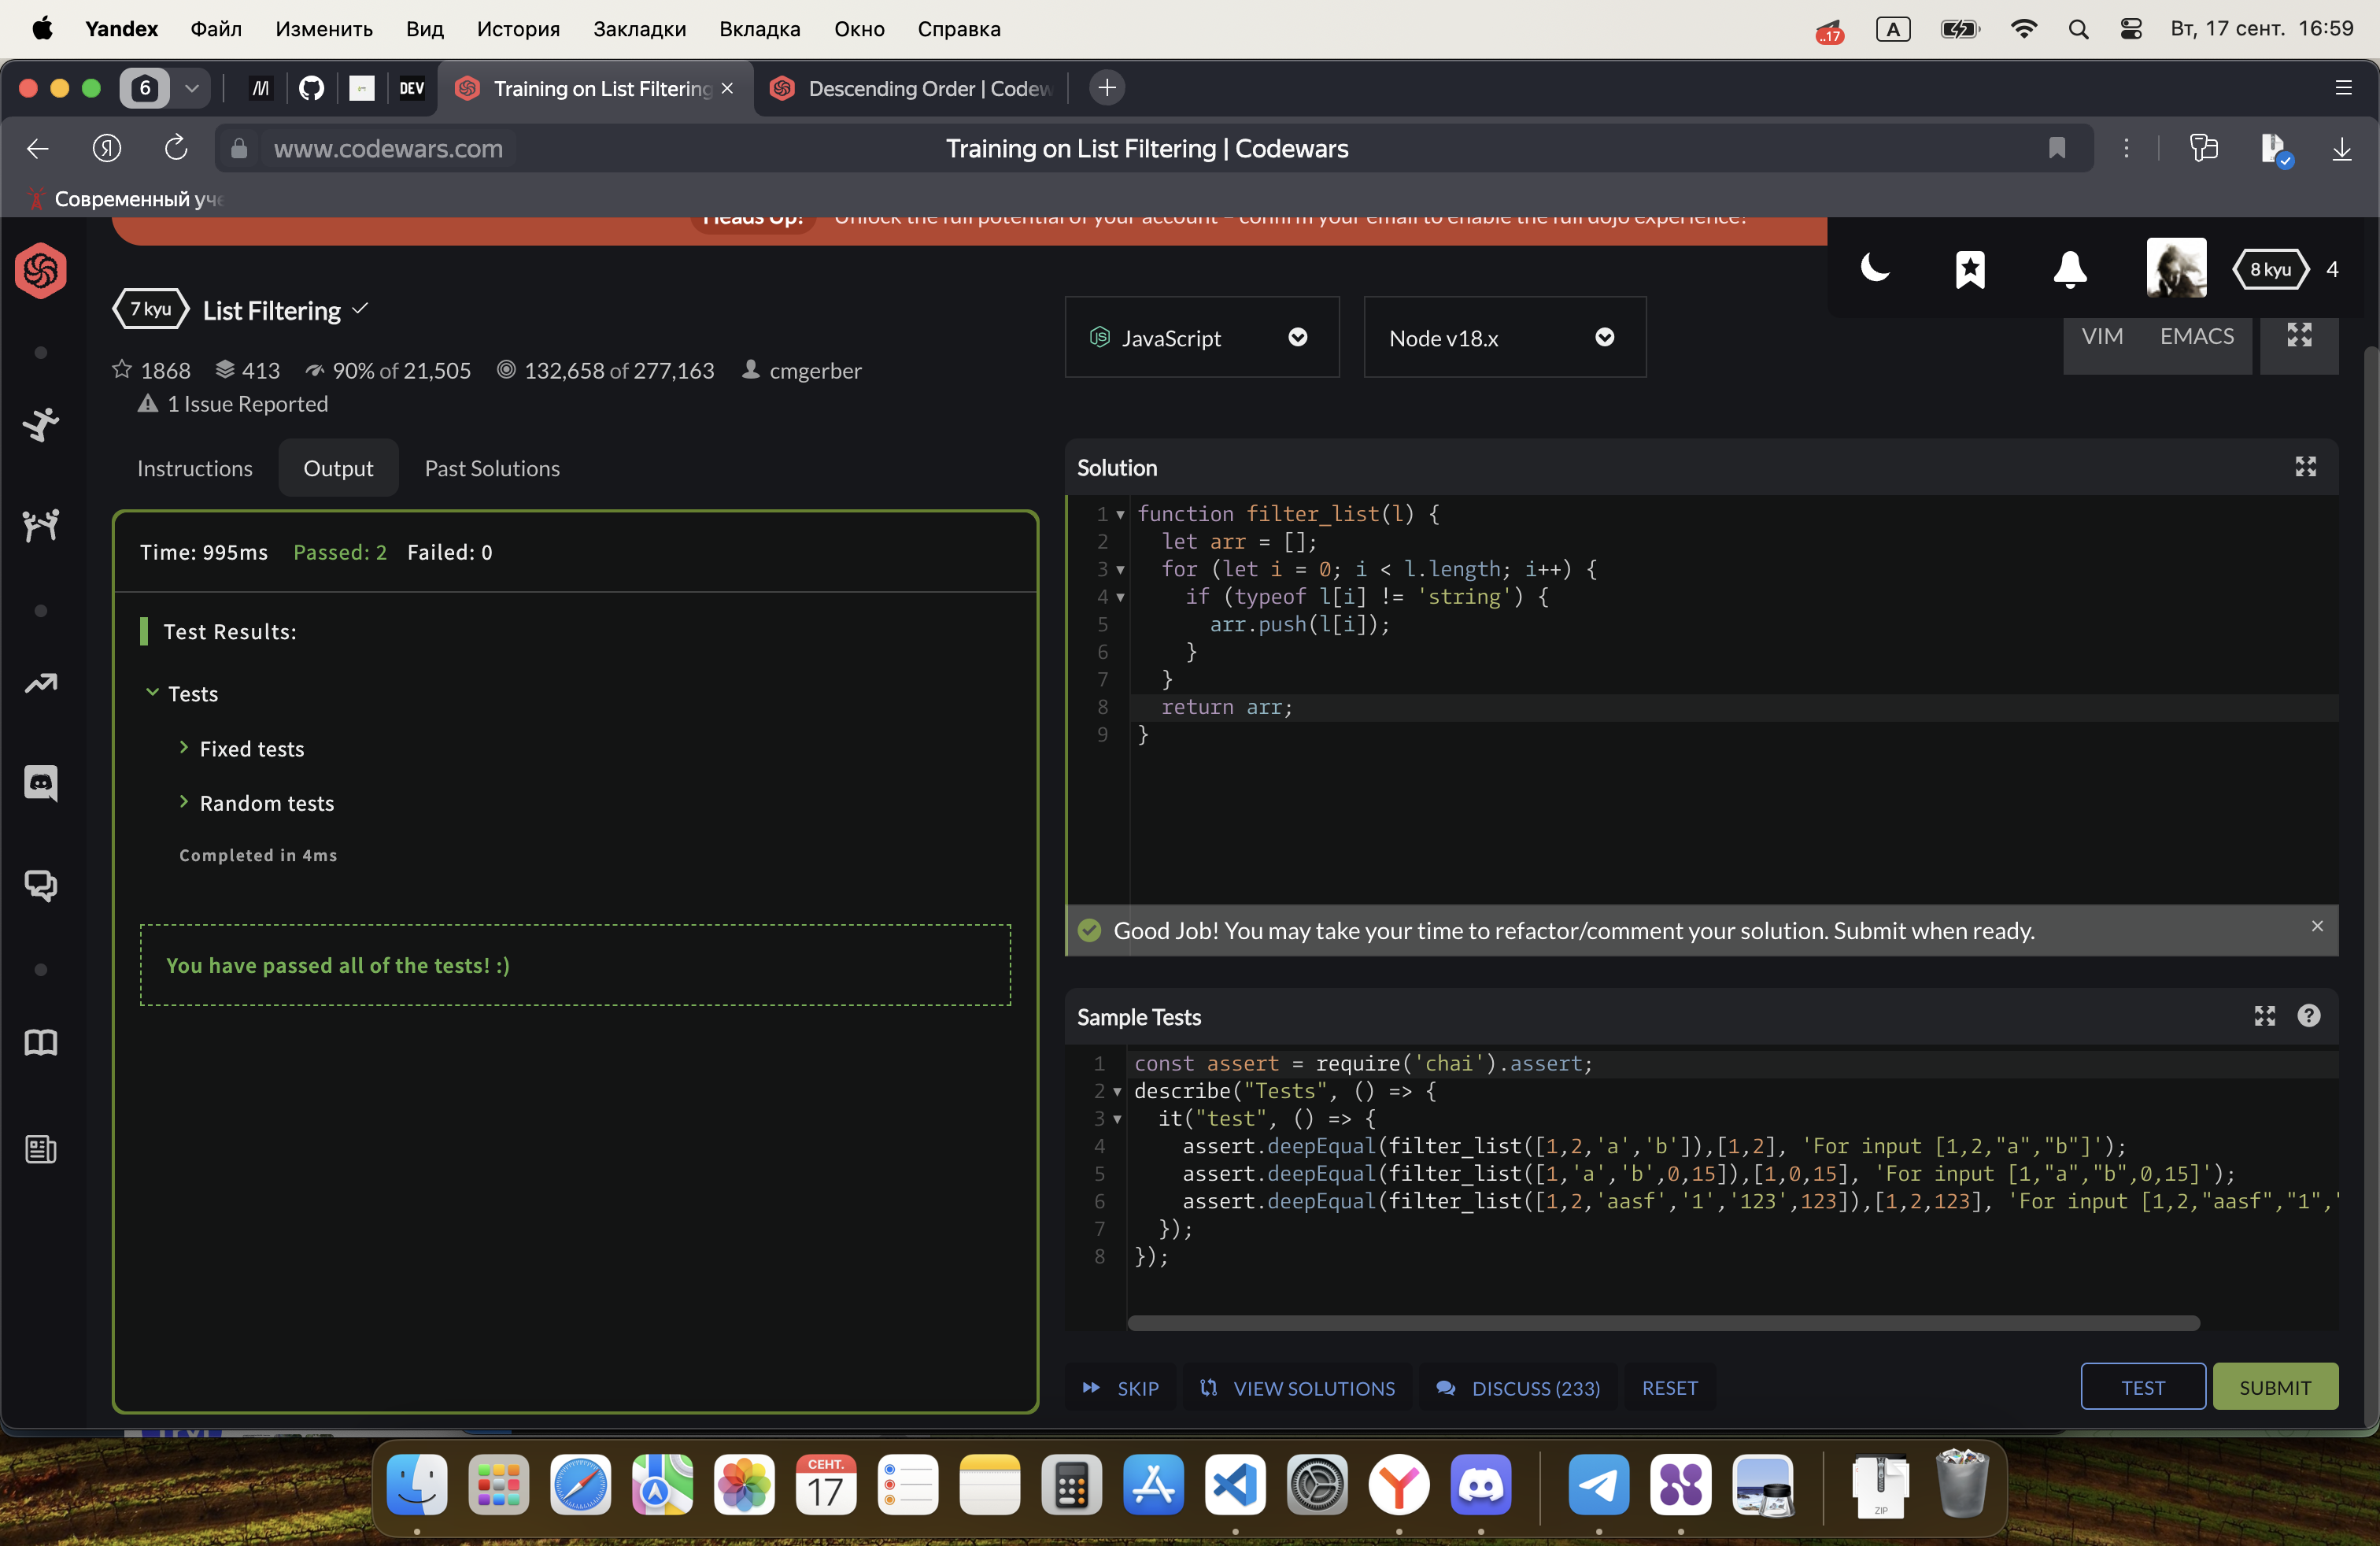 Yandex Файл Изменить Вид История Закладки Вкладка Окно Справка ..17 A Вт, 17 сент. 16:59
6 DEV Training on List Filtering Descending Order | Codew
Я www.codewars.com Training on List Filtering | Codewars
Современный уче
Heads Up! Unlock the full potential of your account – confirm your email to enable the full dojo experience!
8 kyu 4
7 kyu List Filtering
JavaScript Node v18.x VIM EMACS
1868 413 90% of 21,505 132,658 of 277,163 cmgerber
1 Issue Reported
Instructions Output Past Solutions
Time: 995ms Passed: 2 Failed: 0
Test Results:
Tests
Fixed tests
Random tests
Completed in 4ms
You have passed all of the tests! :)
Solution
1 function filter_list(l) {
2 let arr = [];
3 for (let i = 0; i < l.length; i++) {
4 if (typeof l[i] != 'string') {
5 arr.push(l[i]);
6 }
7 }
8 return arr;
9 }
Good Job! You may take your time to refactor/comment your solution. Submit when ready.
Sample Tests
1 const assert = require('chai').assert;
2 describe("Tests", () => {
3 it("test", () => {
4 assert.deepEqual(filter_list([1,2,'a','b']),[1,2], 'For input [1,2,"a","b"]');
5 assert.deepEqual(filter_list([1,'a','b',0,15]),[1,0,15], 'For input [1,"a","b",0,15]');
6 assert.deepEqual(filter_list([1,2,'aasf','1','123',123]),[1,2,123], 'For input [1,2,"aasf","1","
7 });
8 });
SKIP VIEW SOLUTIONS DISCUSS (233) RESET TEST SUBMIT
СЕНТ.
17
ZIP